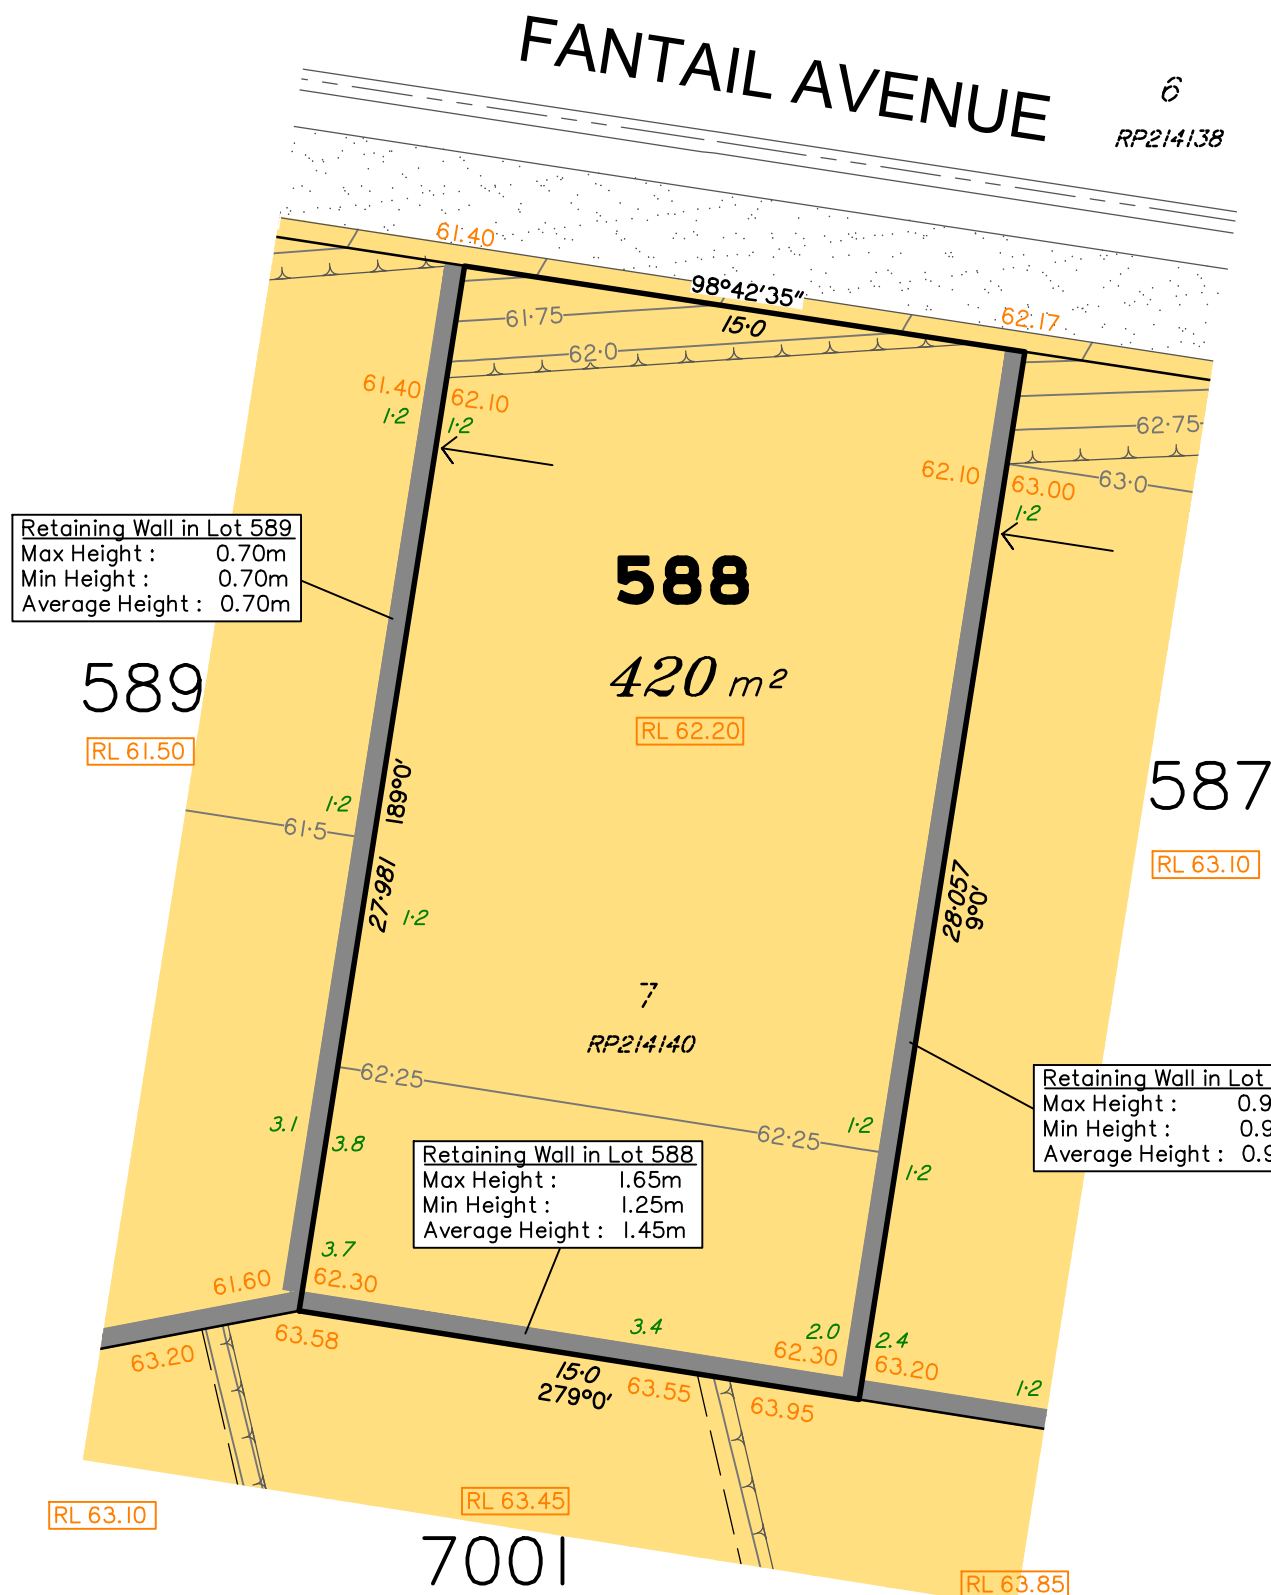 FANTAIL AVENUE
6
RP214138
61.40
98°42'35"
15·0
62.17
61·75
62·0
61.40
62.10
1·2
1·2
62·75
62.10
63.00
63·0
1·2
Retaining Wall in Lot 589
Max Height : 0.70m
Min Height : 0.70m
Average Height : 0.70m
588
420 m²
RL 62.20
589
RL 61.50
587
RL 63.10
1·2
189°0'
61·5
27·981
1·2
28·057
9°0'
7
RP214140
62·25
62·25
1·2
1·2
3.1
3.8
Retaining Wall in Lot
Max Height : 0.9
Min Height : 0.9
Average Height : 0.9
Retaining Wall in Lot 588
Max Height : 1.65m
Min Height : 1.25m
Average Height : 1.45m
3.7
61.60
62.30
63.20
63.58
3.4
2.0
62.30
2.4
63.20
15·0
279°0'
63.55
63.95
1·2
RL 63.10
RL 63.45
7001
RL 63.85